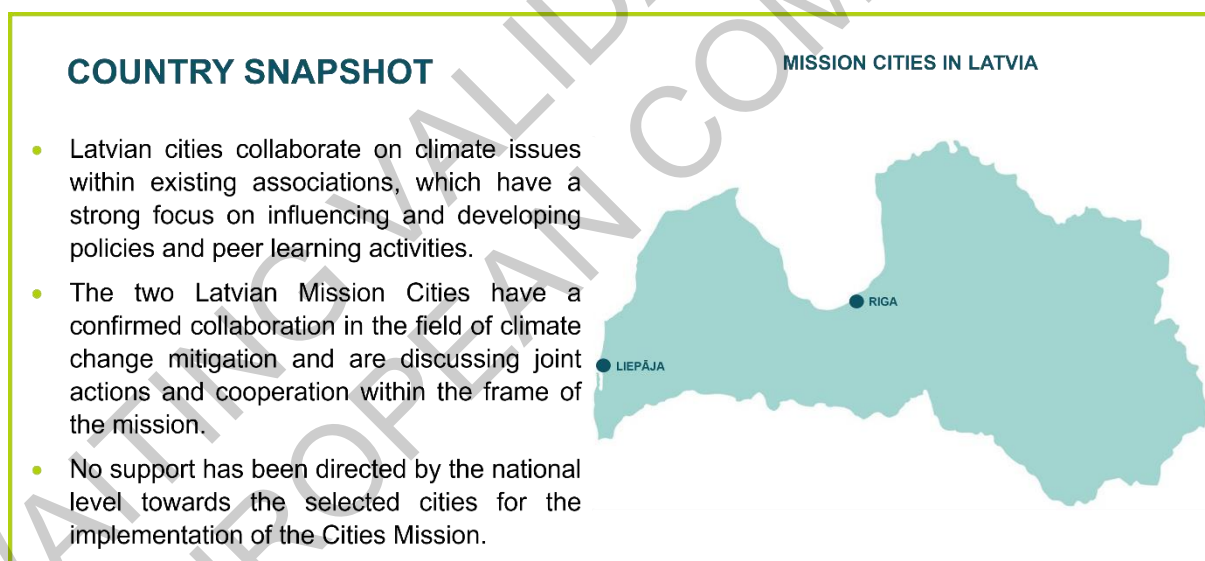 COUNTRY SNAPSHOT
• Latvian cities collaborate on climate issues
within existing associations, which have a
strong focus on influencing and developing
policies and peer learning activities.
• The two Latvian Mission Cities have a
confirmed collaboration in the field of climate
change mitigation and are discussing joint
actions and cooperation within the frame of
the mission.
• No support has been directed by the national
level towards the selected cities for the
implementation of the Cities Mission.
MISSION CITIES IN LATVIA
RIGA
LIEPĀJA